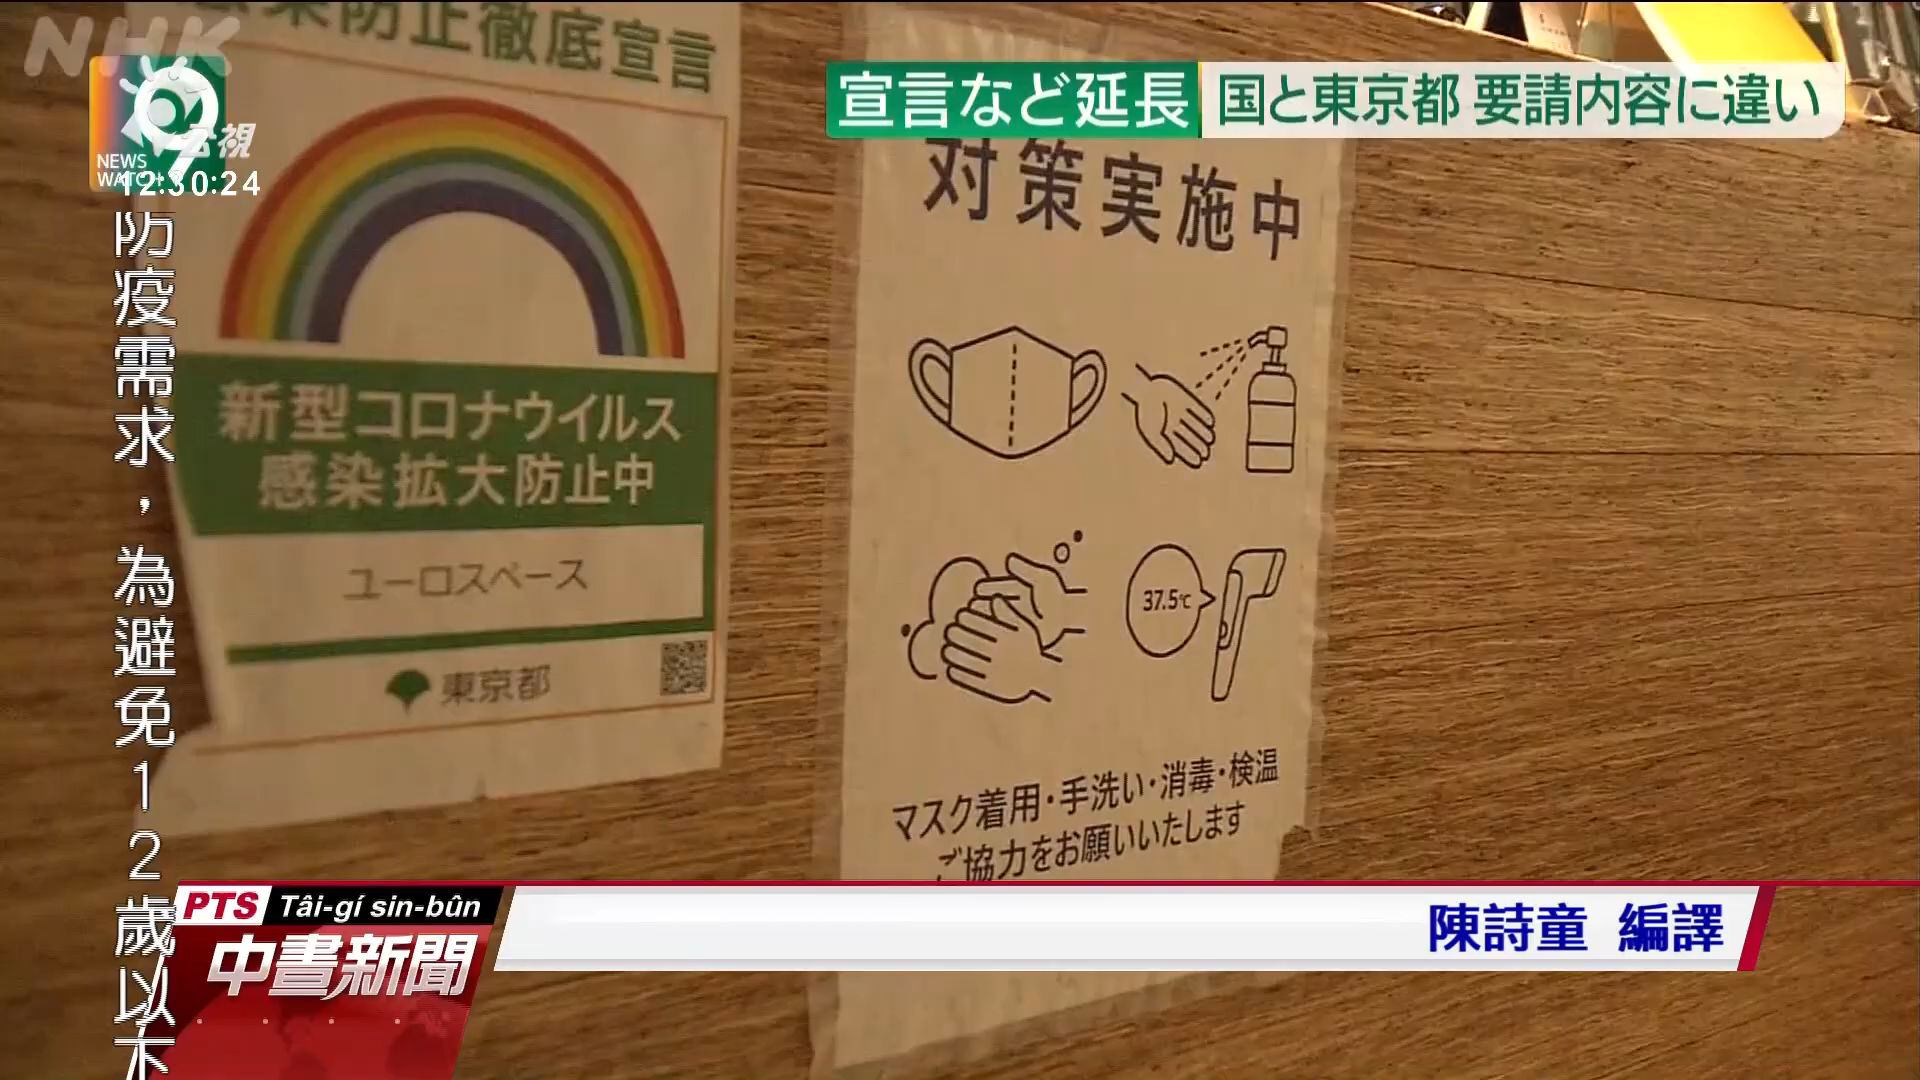 NHK
NEWS
WATCH 9
公視
12:30:24
宣言など延長 国と東京都 要請内容に違い
防疫需求，為避免12歲以下
染防止徹底宣言
新型コロナウイルス
感染拡大防止中
ユーロスペース
東京都
対策実施中
37.5℃
マスク着用・手洗い・消毒・検温
ご協力をお願いいたします
PTS Tâi-gí sin-bûn
中晝新聞
陳詩童 編譯